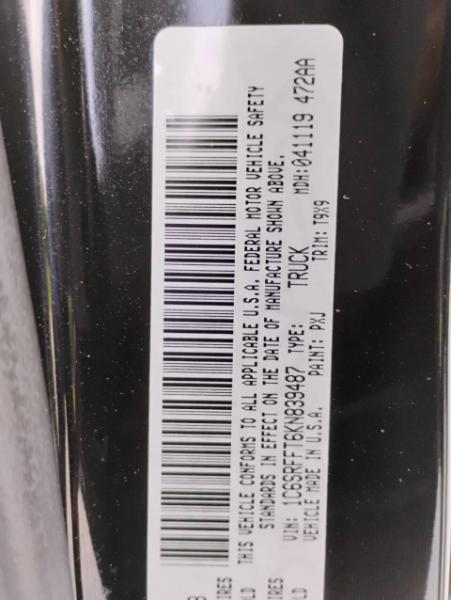 THIS VEHICLE CONFORMS TO ALL APPLICABLE U.S.A. FEDERAL MOTOR VEHICLE SAFETY
STANDARDS IN EFFECT ON THE DATE OF MANUFACTURE SHOWN ABOVE.
VIN: 1C6SRFFT6KN839487 TYPE: TRUCK MDH:041119 472AA
VEHICLE MADE IN U.S.A. PAINT: PXJ TRIM: T9X9